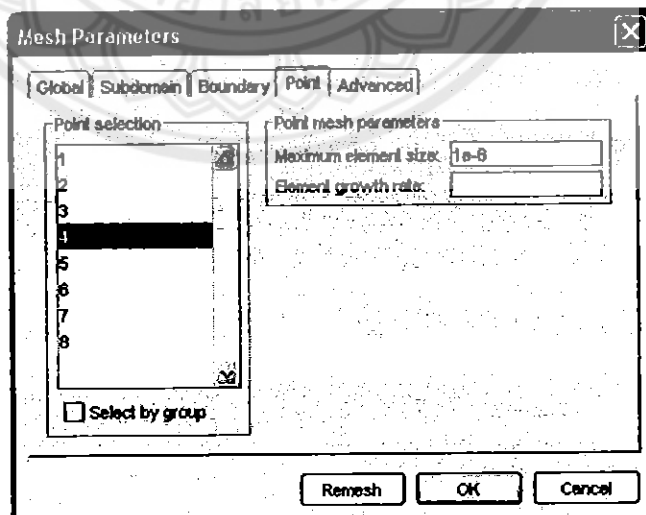 Mesh Parameters
Global Subdomain Boundary Point Advanced
Point selection
1
2
3
4
5
6
7
8
Select by group
Point mesh parameters
Maximum element size: 1e-6
Element growth rate:
Remesh OK Cancel